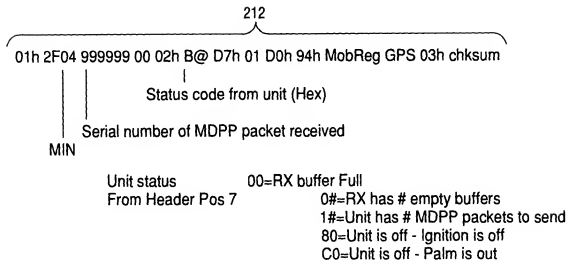 212
01h 2F04 999999 00 02h B@ D7h 01 D0h 94h MobReg GPS 03h chksum
Status code from unit (Hex)
Serial number of MDPP packet received
MIN
Unit status 00=RX buffer Full
From Header Pos 7 0#=RX has # empty buffers
1#=Unit has # MDPP packets to send
80=Unit is off - Ignition is off
C0=Unit is off - Palm is out